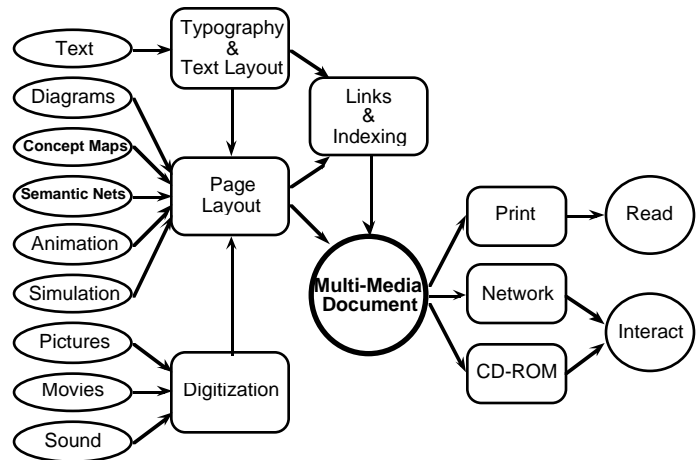 Text
Typography
&
Text Layout
Diagrams
Concept Maps
Semantic Nets
Animation
Simulation
Page
Layout
Links
&
Indexing
Pictures
Movies
Sound
Digitization
Multi-Media
Document
Print
Network
CD-ROM
Read
Interact